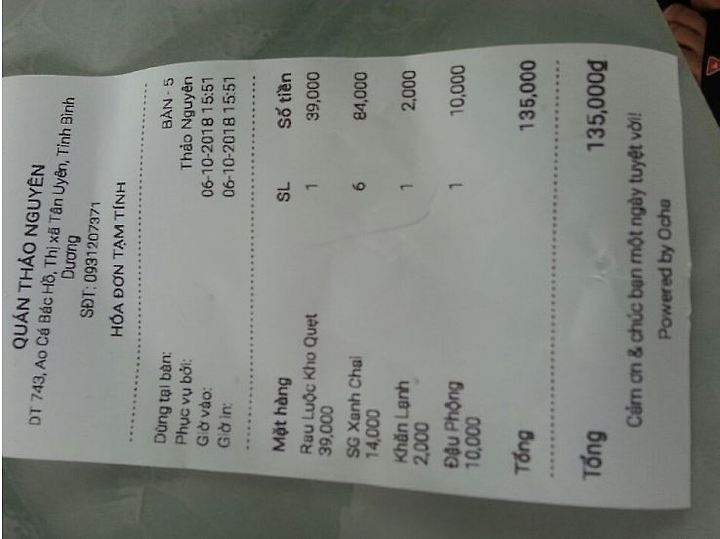 QUÁN THẢO NGUYÊN
DT 743, Ao Cá Bác Hồ, Thị xã Tân Uyên, Tỉnh Bình
Dương
SĐT: 0931207371
HÓA ĐƠN TẠM TÍNH
Dùng tại bàn: BÀN - 5
Phục vụ bởi: Thảo Nguyên
Giờ vào: 06-10-2018 15:51
Giờ in: 06-10-2018 15:51
Mặt hàng SL Số tiền
Rau Luộc Kho Quẹt 1 39,000
39,000
SG Xanh Chai 6 84,000
14,000
Khăn Lạnh 1 2,000
2,000
Đậu Phộng 1 10,000
10,000
Tổng 135,000
Tổng 135,000₫
Cảm ơn & chúc bạn một ngày tuyệt vời!
Powered by Ocha